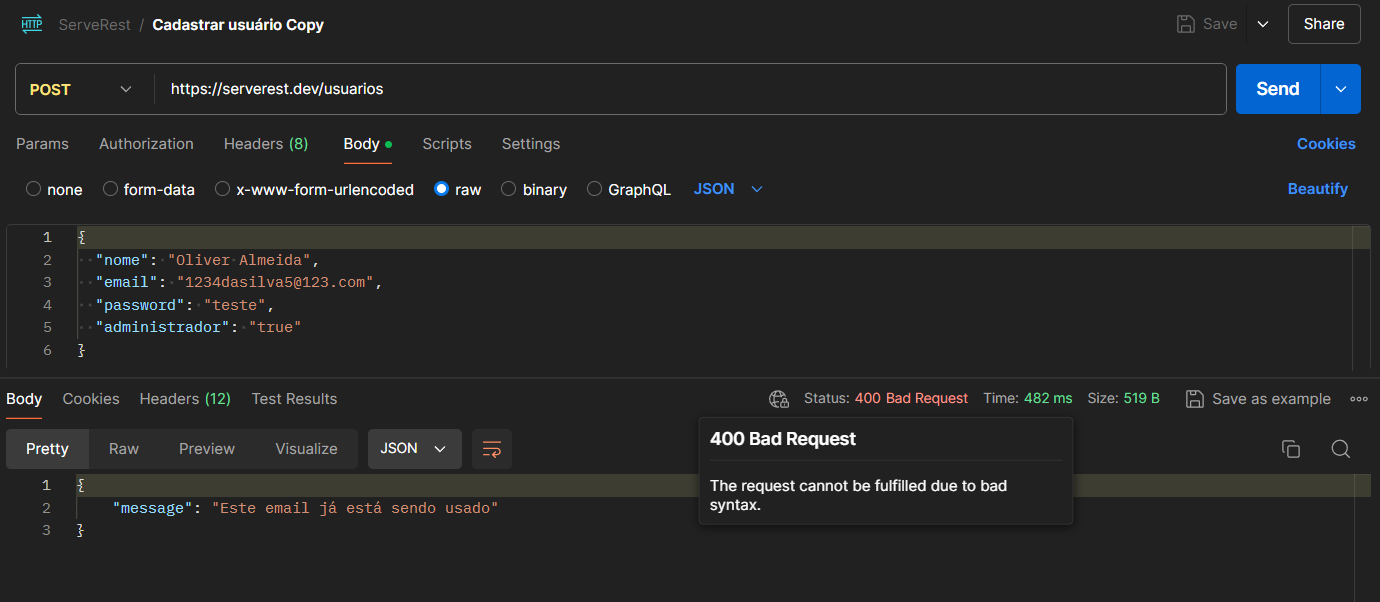 HTTP ServeRest / Cadastrar usuário Copy Save Share
POST https://serverest.dev/usuarios Send
Params Authorization Headers (8) Body Scripts Settings Cookies
none form-data x-www-form-urlencoded raw binary GraphQL JSON Beautify
1 {
2 "nome": "Oliver Almeida",
3 "email": "1234dasilva5@123.com",
4 "password": "teste",
5 "administrador": "true"
6 }
Body Cookies Headers (12) Test Results Status: 400 Bad Request Time: 482 ms Size: 519 B Save as example
400 Bad Request
Pretty Raw Preview Visualize JSON
The request cannot be fulfilled due to bad
syntax.
1 {
2 "message": "Este email já está sendo usado"
3 }